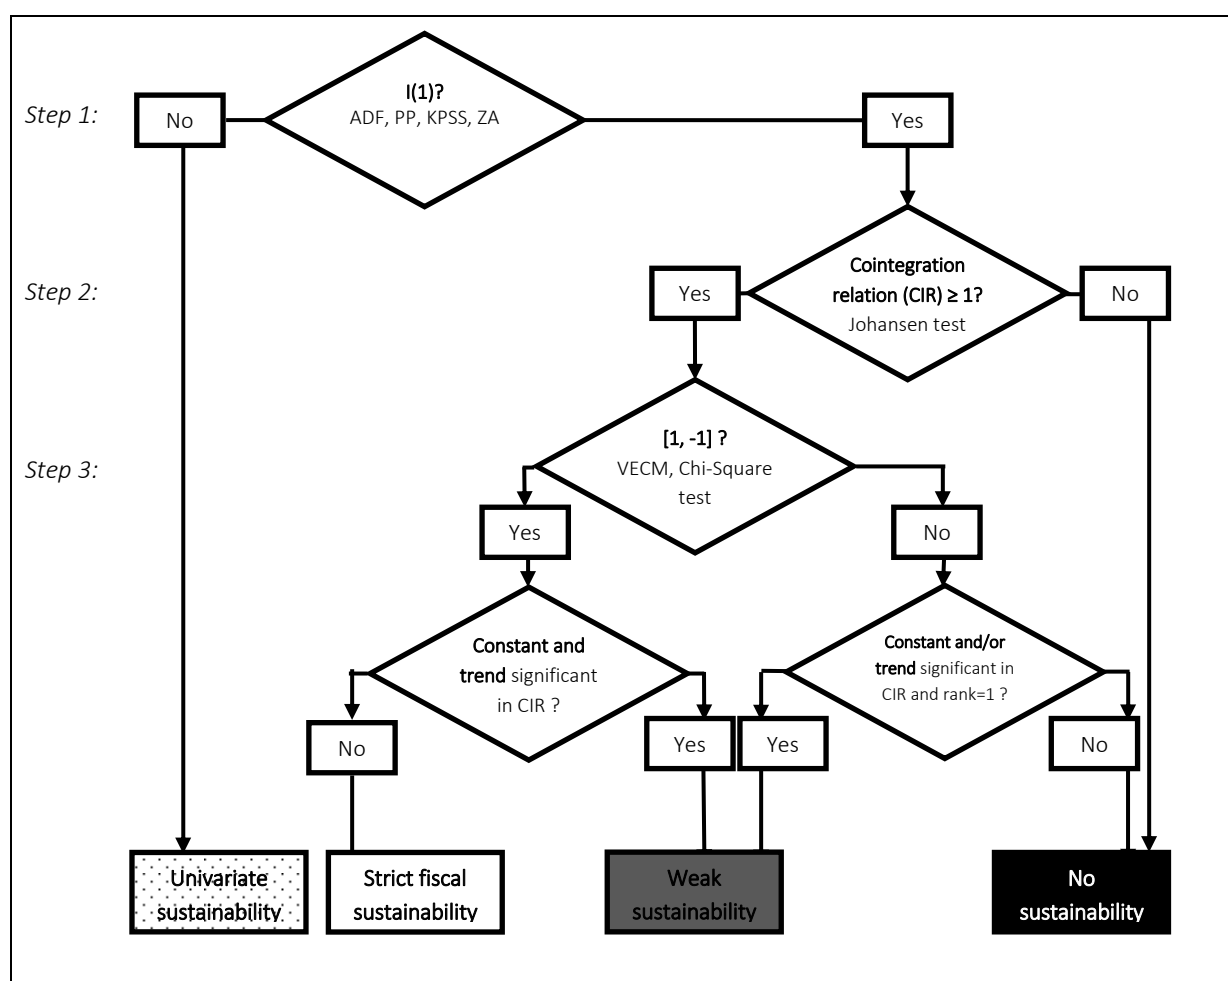 Step 1:
No
I(1)?
ADF, PP, KPSS, ZA
Yes
Step 2:
Yes
Cointegration
relation (CIR) ≥ 1?
Johansen test
No
Step 3:
[1, -1] ?
VECM, Chi-Square
test
Yes
No
Constant and
trend significant
in CIR ?
Constant and/or
trend significant in
CIR and rank=1 ?
No
Yes
Yes
No
Univariate
sustainability
Strict fiscal
sustainability
Weak
sustainability
No
sustainability